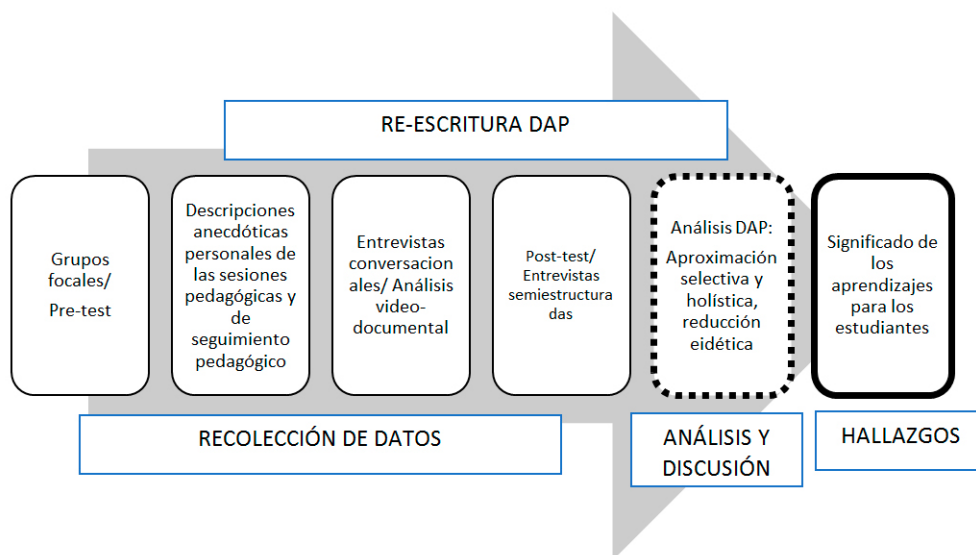 RE-ESCRITURA DAP
Grupos
focales/
Pre-test
Descripciones
anecdóticas
personales de
las sesiones
pedagógicas y
de
seguimiento
pedagógico
Entrevistas
conversacion
ales/ Análisis
video-
documental
Post-test/
Entrevistas
semiestructura
das
Análisis DAP:
Aproximación
selectiva y
holística,
reducción
eidética
Significado de
los
aprendizajes
para los
estudiantes
RECOLECCIÓN DE DATOS
ANÁLISIS Y
DISCUSIÓN
HALLAZGOS